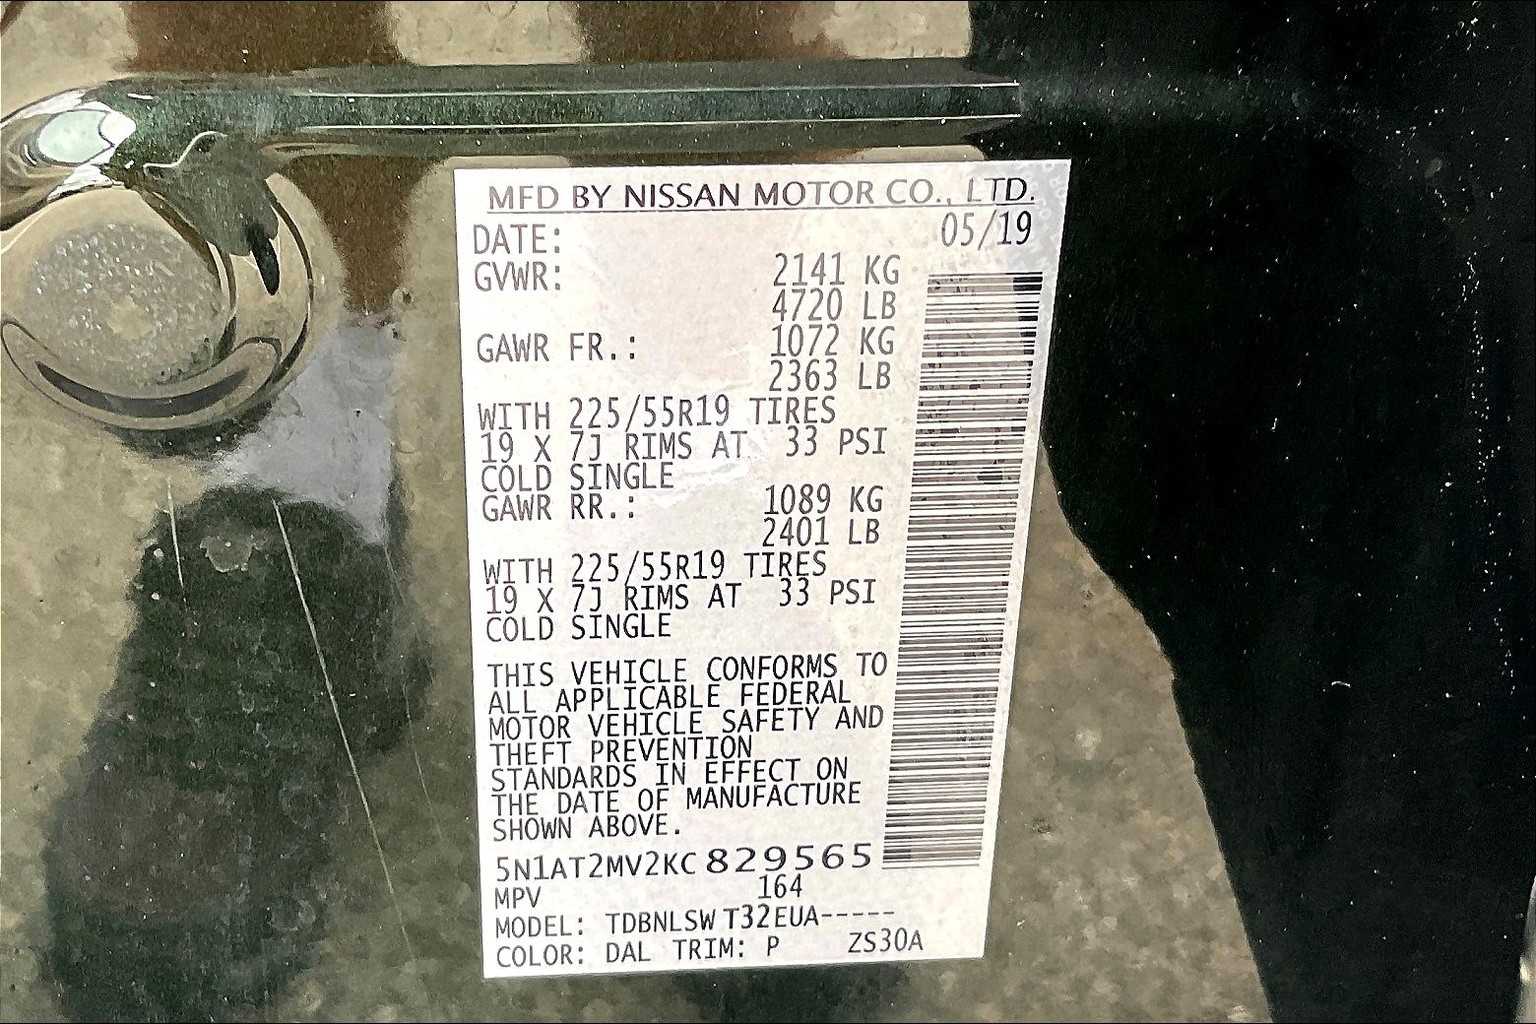 MFD BY NISSAN MOTOR CO., LTD.
DATE: 05/19
GVWR: 2141 KG
4720 LB
GAWR FR.: 1072 KG
2363 LB
WITH 225/55R19 TIRES
19 X 7J RIMS AT 33 PSI
COLD SINGLE
GAWR RR.: 1089 KG
2401 LB
WITH 225/55R19 TIRES
19 X 7J RIMS AT 33 PSI
COLD SINGLE
THIS VEHICLE CONFORMS TO
ALL APPLICABLE FEDERAL
MOTOR VEHICLE SAFETY AND
THEFT PREVENTION
STANDARDS IN EFFECT ON
THE DATE OF MANUFACTURE
SHOWN ABOVE.
5N1AT2MV2KC829565
MPV 164
MODEL: TDBNLSW T32EUA-----
COLOR: DAL TRIM: P ZS30A